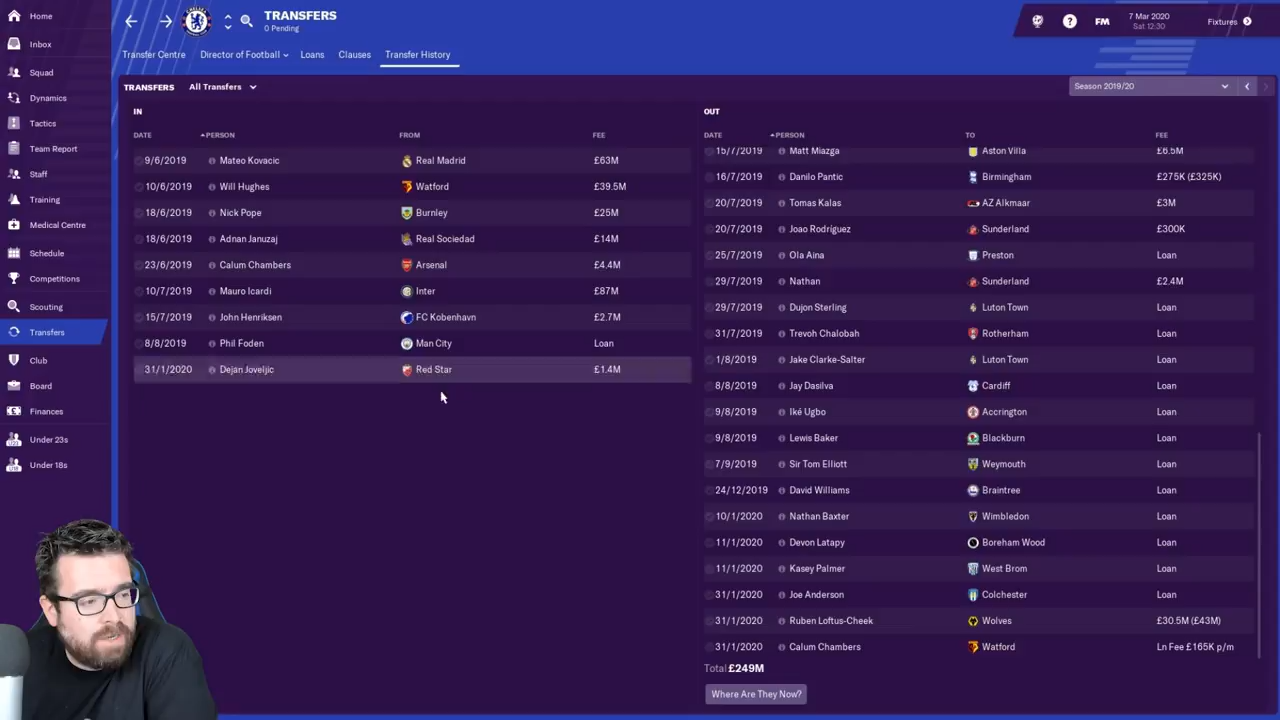 Home
Inbox
Squad
Dynamics
Tactics
Team Report
Staff
Training
Medical Centre
Schedule
Competitions
Scouting
Transfers
Club
Board
Finances
Under 23s
Under 18s
TRANSFERS
0 Pending
FM
7 Mar 2020
Sat 12:30
Fixtures
Transfer Centre Director of Football Loans Clauses Transfer History
TRANSFERS All Transfers Season 2019/20
IN
DATE PERSON FROM FEE
9/6/2019 Mateo Kovacic Real Madrid £63M
10/6/2019 Will Hughes Watford £39.5M
18/6/2019 Nick Pope Burnley £25M
18/6/2019 Adnan Januzaj Real Sociedad £14M
23/6/2019 Calum Chambers Arsenal £4.4M
10/7/2019 Mauro Icardi Inter £87M
15/7/2019 John Henriksen FC Kobenhavn £2.7M
8/8/2019 Phil Foden Man City Loan
31/1/2020 Dejan Joveljic Red Star £1.4M
OUT
DATE PERSON TO FEE
15/7/2019 Matt Miazga Aston Villa £6.5M
16/7/2019 Danilo Pantic Birmingham £275K (£325K)
20/7/2019 Tomas Kalas AZ Alkmaar £3M
20/7/2019 Joao Rodríguez Sunderland £300K
25/7/2019 Ola Aina Preston Loan
29/7/2019 Nathan Sunderland £2.4M
29/7/2019 Dujon Sterling Luton Town Loan
31/7/2019 Trevoh Chalobah Rotherham Loan
1/8/2019 Jake Clarke-Salter Luton Town Loan
8/8/2019 Jay Dasilva Cardiff Loan
9/8/2019 Iké Ugbo Accrington Loan
9/8/2019 Lewis Baker Blackburn Loan
7/9/2019 Sir Tom Elliott Weymouth Loan
24/12/2019 David Williams Braintree Loan
10/1/2020 Nathan Baxter Wimbledon Loan
11/1/2020 Devon Latapy Boreham Wood Loan
11/1/2020 Kasey Palmer West Brom Loan
31/1/2020 Joe Anderson Colchester Loan
31/1/2020 Ruben Loftus-Cheek Wolves £30.5M (£43M)
31/1/2020 Calum Chambers Watford Ln Fee £165K p/m
Total £249M
Where Are They Now?